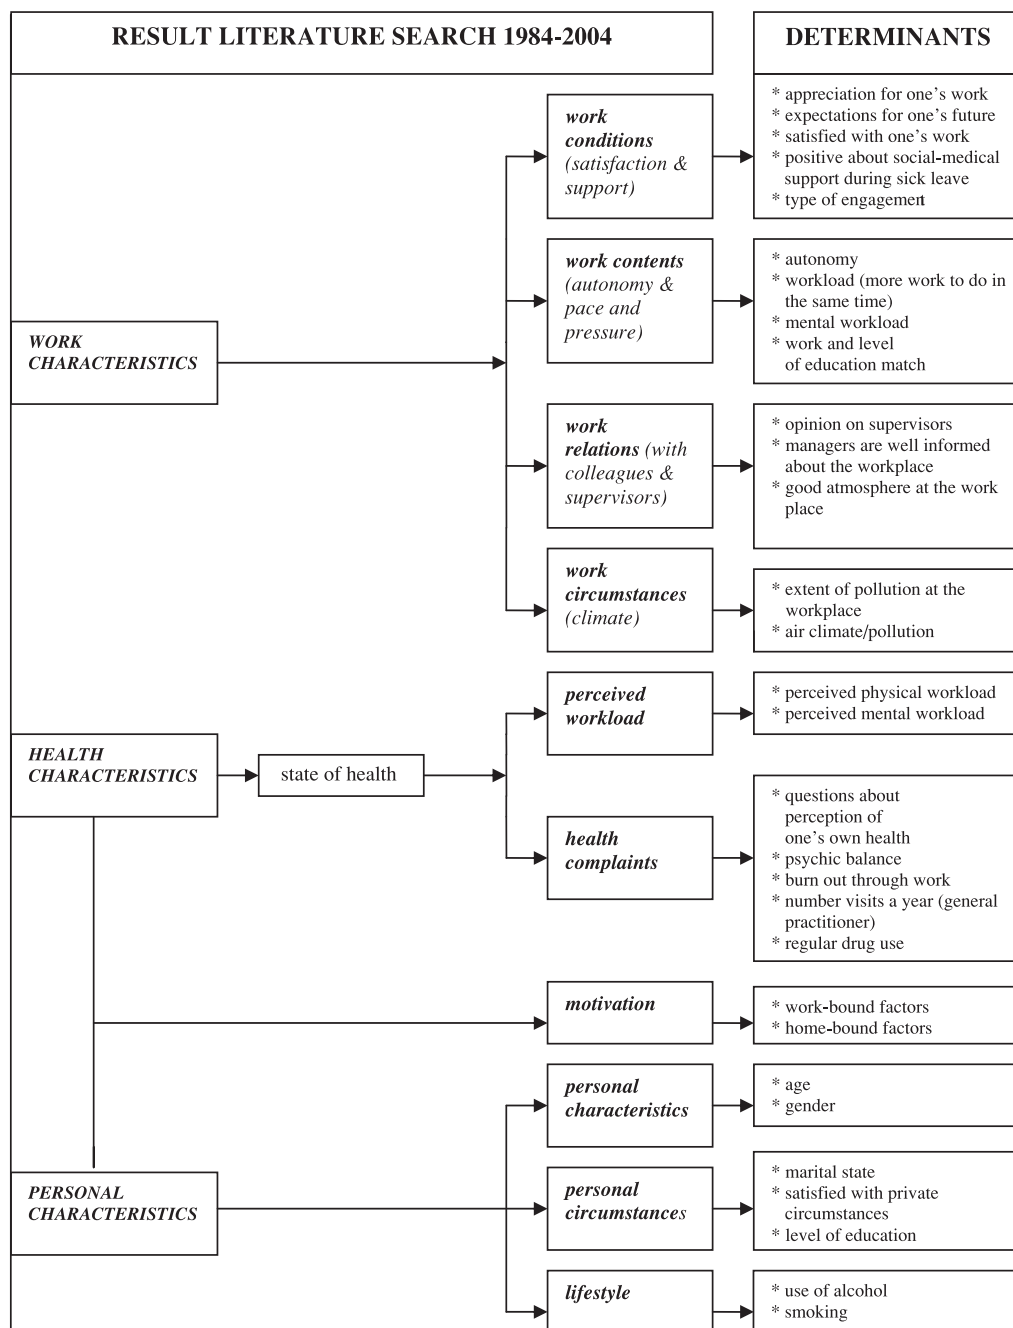 RESULT LITERATURE SEARCH 1984-2004
DETERMINANTS
WORK
CHARACTERISTICS
work
conditions
(satisfaction &
support)
* appreciation for one's work
* expectations for one's future
* satisfied with one's work
* positive about social-medical
support during sick leave
* type of engagement
work contents
(autonomy &
pace and
pressure)
* autonomy
* workload (more work to do in
the same time)
* mental workload
* work and level
of education match
work
relations (with
colleagues &
supervisors)
* opinion on supervisors
* managers are well informed
about the workplace
* good atmosphere at the work
place
work
circumstances
(climate)
* extent of pollution at the
workplace
* air climate/pollution
HEALTH
CHARACTERISTICS
state of health
perceived
workload
* perceived physical workload
* perceived mental workload
health
complaints
* questions about
perception of
one's own health
* psychic balance
* burn out through work
* number visits a year (general
practitioner)
* regular drug use
motivation
* work-bound factors
* home-bound factors
PERSONAL
CHARACTERISTICS
personal
characteristics
* age
* gender
personal
circumstances
* marital state
* satisfied with private
circumstances
* level of education
lifestyle
* use of alcohol
* smoking